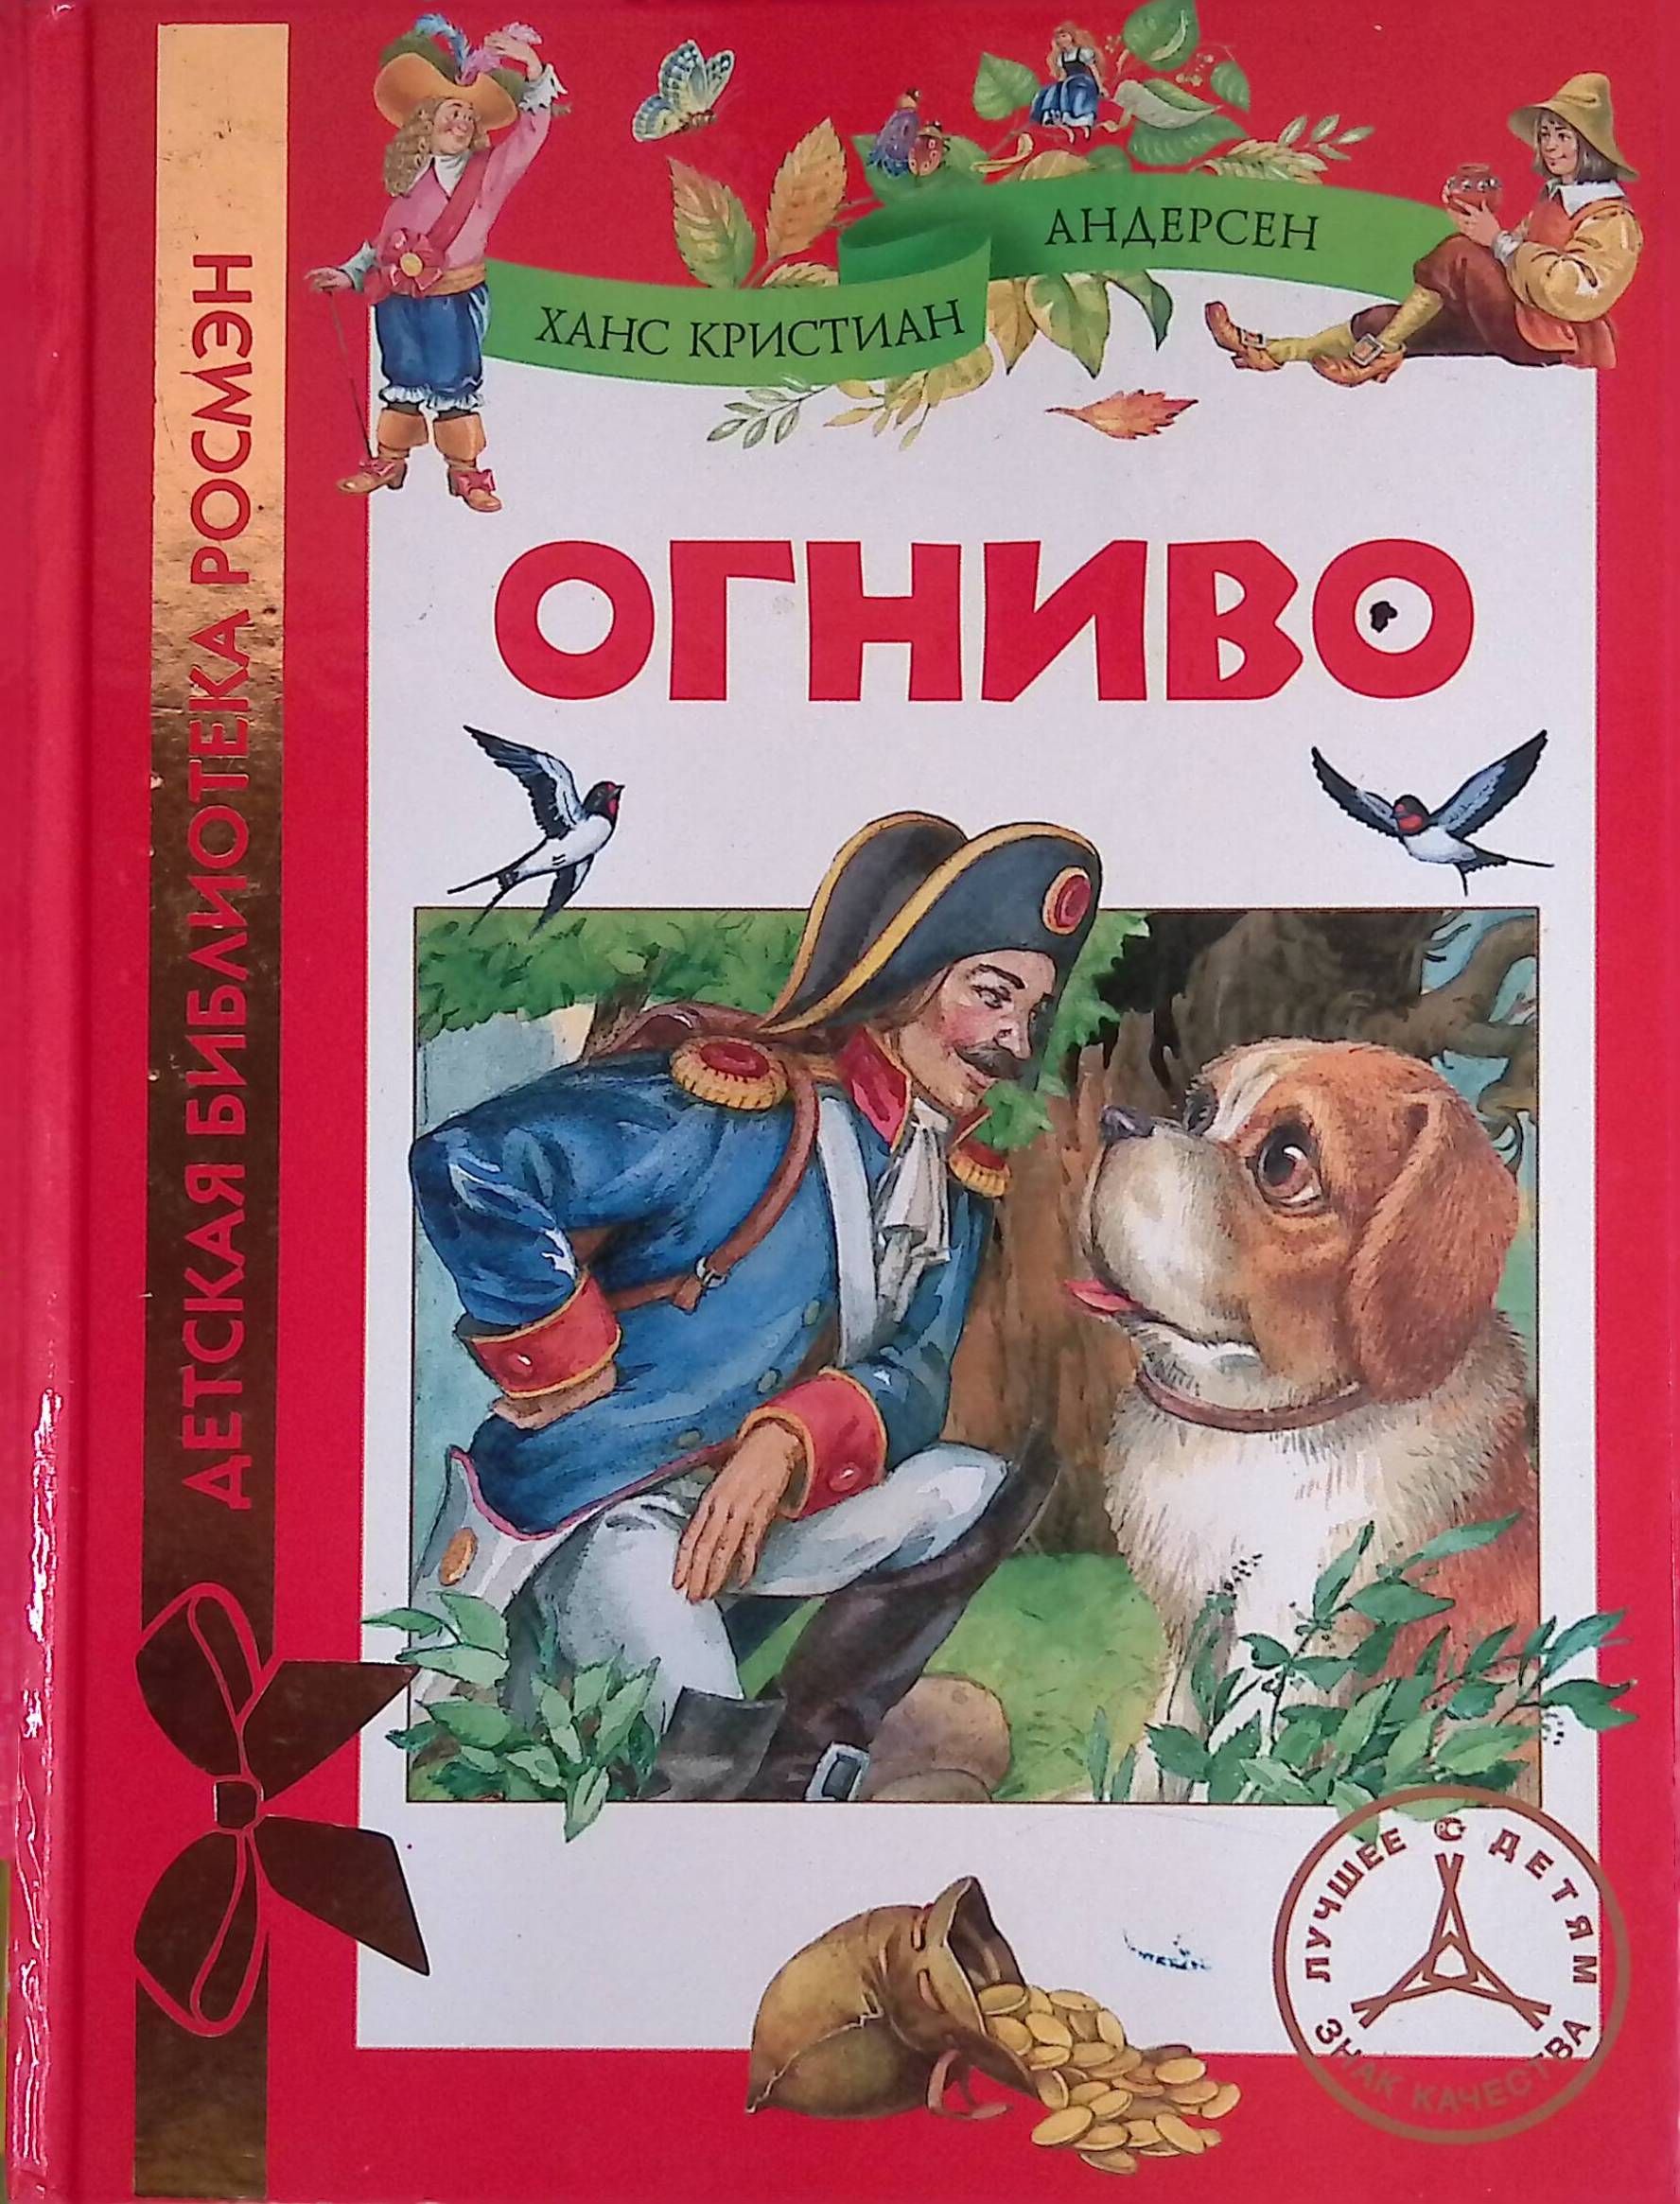 ХАНС КРИСТИАН АНДЕРСЕН
ОГНИВО
ДЕТСКАЯ БИБЛИОТЕКА РОСМЭН
ЛУЧШЕЕ ДЕТЯМ
ЗНАК КАЧЕСТВА